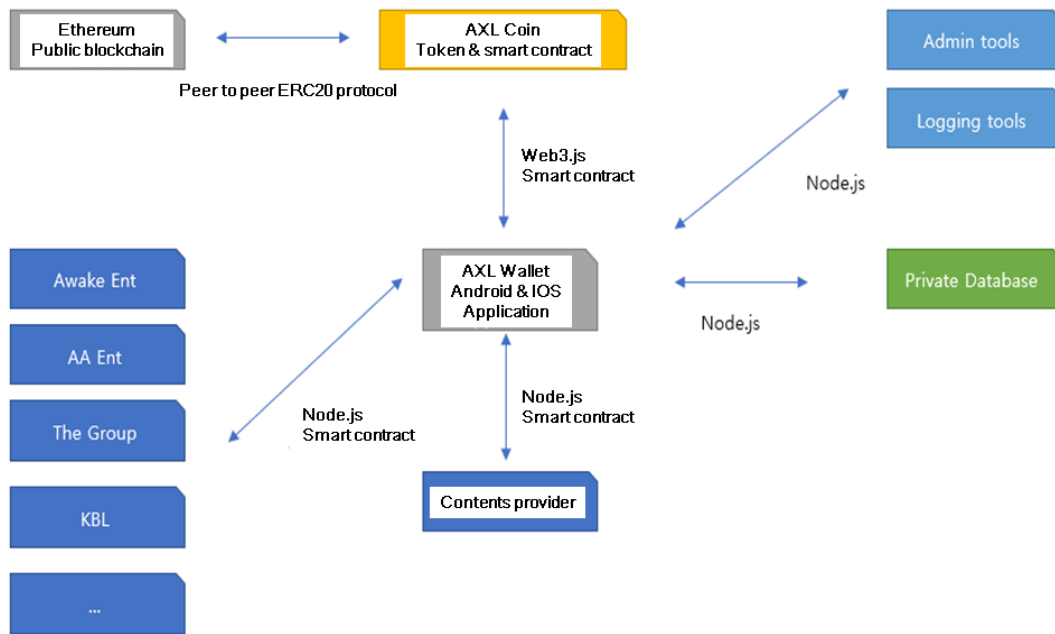 Ethereum
Public blockchain
AXL Coin
Token & smart contract
Peer to peer ERC20 protocol
Admin tools
Logging tools
Web3.js
Smart contract
Node.js
Awake Ent
AA Ent
The Group
KBL
...
AXL Wallet
Android & IOS
Application
Private Database
Node.js
Node.js
Smart contract
Node.js
Smart contract
Contents provider